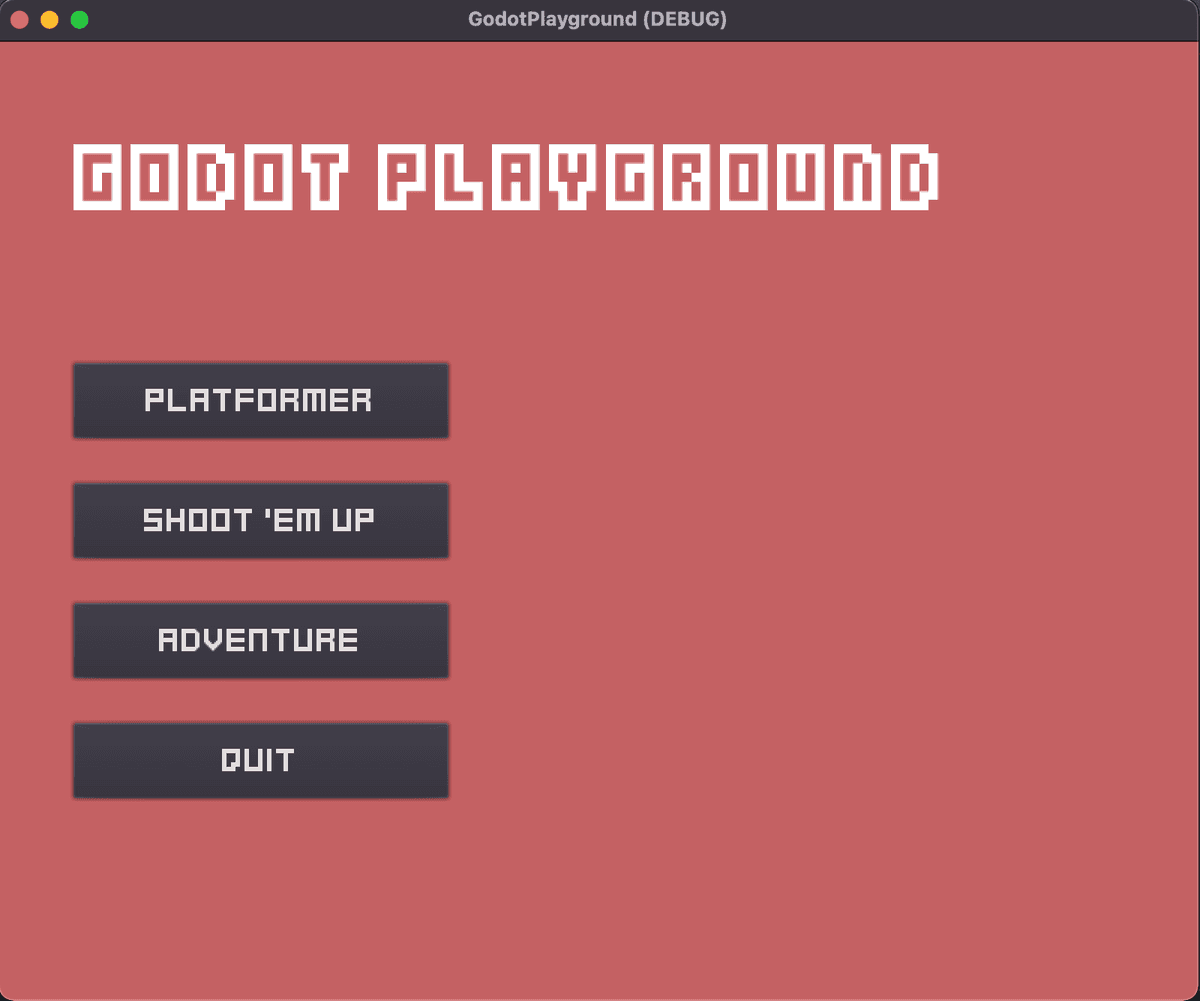 GodotPlayground (DEBUG)
GODOT PLAYGROUND
PLATFORMER
SHOOT 'EM UP
ADVENTURE
QUIT